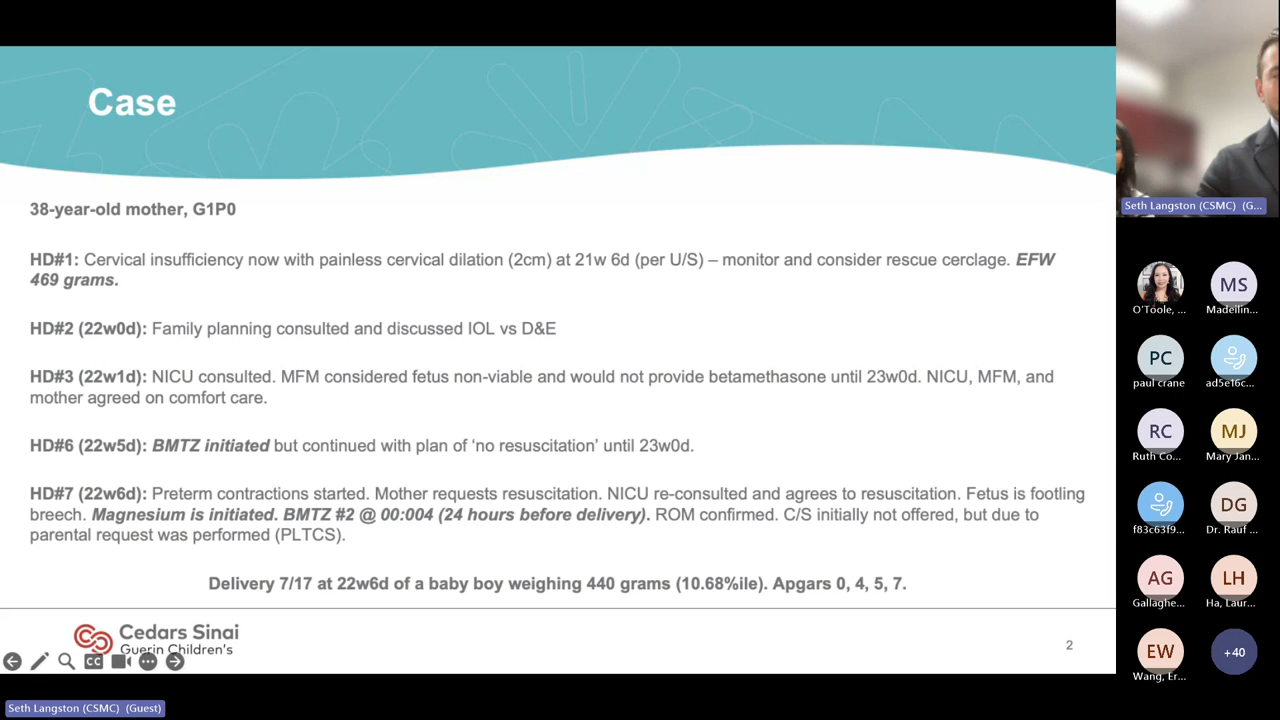 Case
38-year-old mother, G1P0
HD#1: Cervical insufficiency now with painless cervical dilation (2cm) at 21w 6d (per U/S) – monitor and consider rescue cerclage. EFW
469 grams.
HD#2 (22w0d): Family planning consulted and discussed IOL vs D&E
HD#3 (22w1d): NICU consulted. MFM considered fetus non-viable and would not provide betamethasone until 23w0d. NICU, MFM, and
mother agreed on comfort care.
HD#6 (22w5d): BMTZ initiated but continued with plan of ‘no resuscitation’ until 23w0d.
HD#7 (22w6d): Preterm contractions started. Mother requests resuscitation. NICU re-consulted and agrees to resuscitation. Fetus is footling
breech. Magnesium is initiated. BMTZ #2 @ 00:004 (24 hours before delivery). ROM confirmed. C/S initially not offered, but due to
parental request was performed (PLTCS).
Delivery 7/17 at 22w6d of a baby boy weighing 440 grams (10.68%ile). Apgars 0, 4, 5, 7.
Cedars Sinai
Guerin Children's
CC
2
Seth Langston (CSMC) (Guest)
Seth Langston (CSMC) (G...
O'Toole, ...
MS
Madeilin...
PC
paul crane
ad5e16c...
RC
Ruth Co...
MJ
Mary Jan...
f83c63f9...
DG
Dr. Rauf ...
AG
Gallaghe...
LH
Ha, Laur...
EW
Wang, Er...
+40